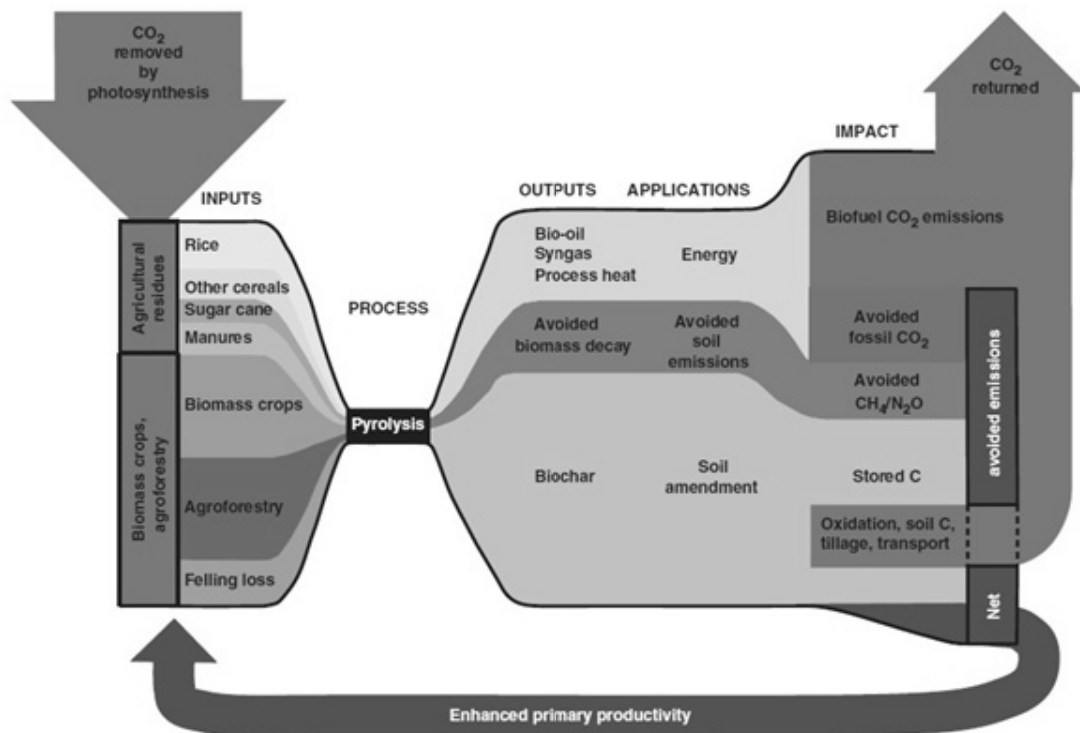 CO2
removed
by
photosynthesis
CO2
returned
INPUTS
PROCESS
OUTPUTS
APPLICATIONS
IMPACT
Agricultural
residues
Rice
Other cereals
Sugar cane
Manures
Biomass crops,
agroforestry
Biomass crops
Agroforestry
Felling loss
Pyrolysis
Bio-oil
Syngas
Process heat
Energy
Avoided
biomass decay
Avoided
soil
emissions
Biochar
Soil
amendment
Biofuel CO2 emissions
Avoided
fossil CO2
Avoided
CH4/N2O
Stored C
Oxidation, soil C,
tillage, transport
avoided emissions
Net
Enhanced primary productivity